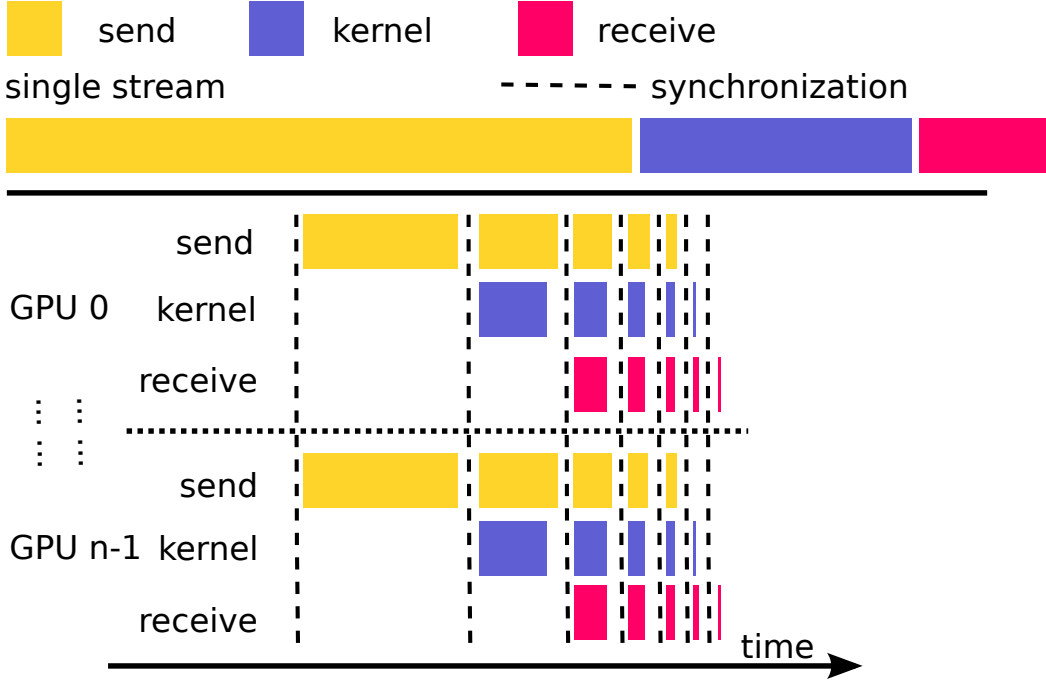 send kernel receive
single stream synchronization
send
GPU 0 kernel
receive
send
GPU n-1 kernel
receive
time